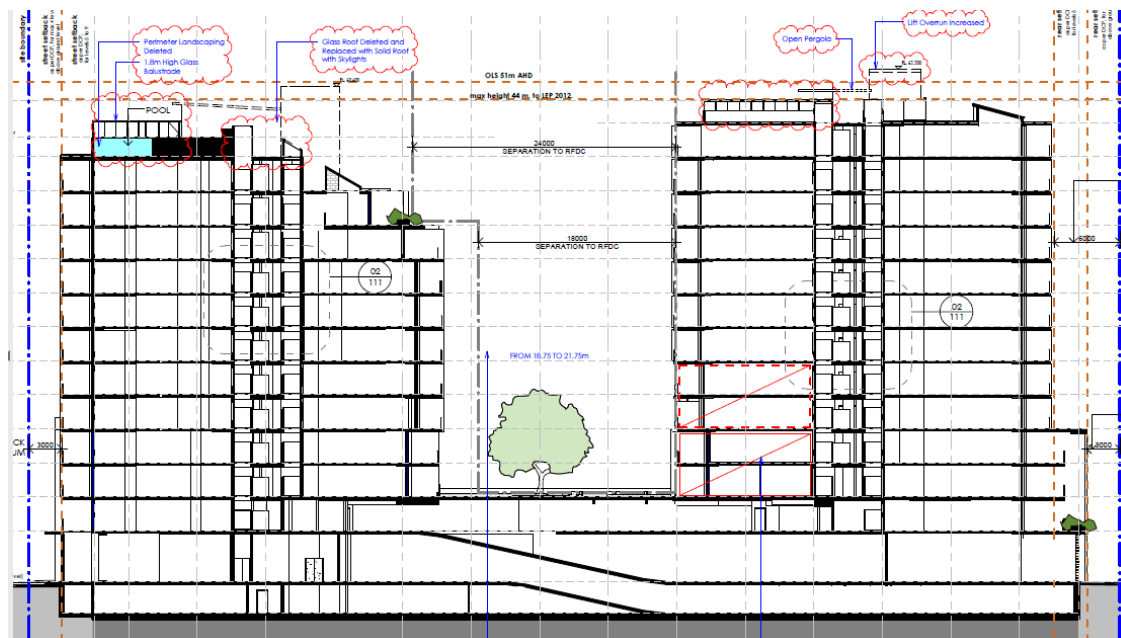 site boundary
street setback
street setback
Perimeter Landscaping
Deleted
1.8m High Glass
Balustrade
Glass Roof Deleted and
Replaced with Solid Roof
with Skylights
Lift Overrun Increased
Open Pergola
OLS 51m AHD
max height 44 m to LEP 2012
POOL
24000
SEPARATION TO RFDC
18000
SEPARATION TO RFDC
6000
02
111
02
111
FROM 18.75 TO 21.75m
3000
3000
CK
UM